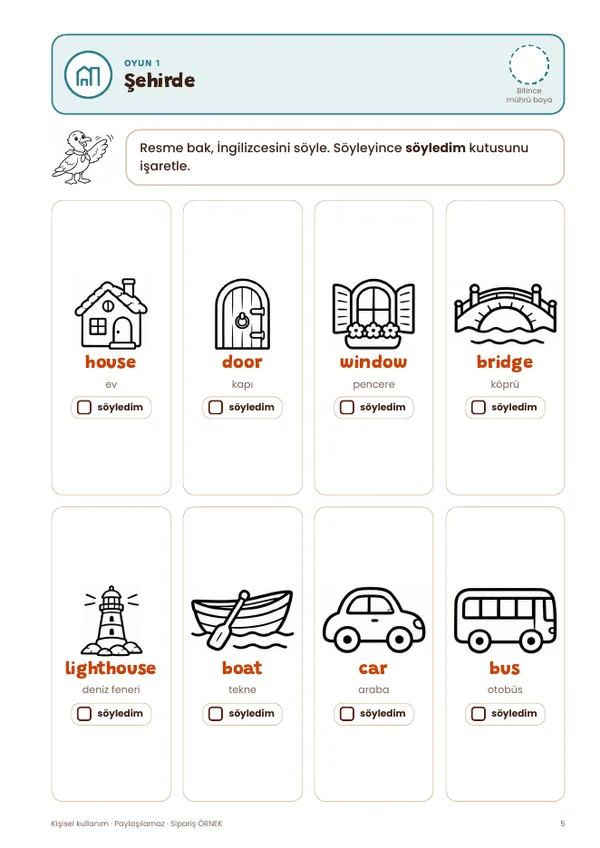 OYUN 1
Şehirde
Bitince
mührü boya
Resme bak, İngilizcesini söyle. Söyleyince söyledim kutusunu
işaretle.
house
ev
söyledim
door
kapı
söyledim
window
pencere
söyledim
bridge
köprü
söyledim
lighthouse
deniz feneri
söyledim
boat
tekne
söyledim
car
araba
söyledim
bus
otobüs
söyledim
Kişisel kullanım · Paylaşılamaz · Sipariş ÖRNEK
5